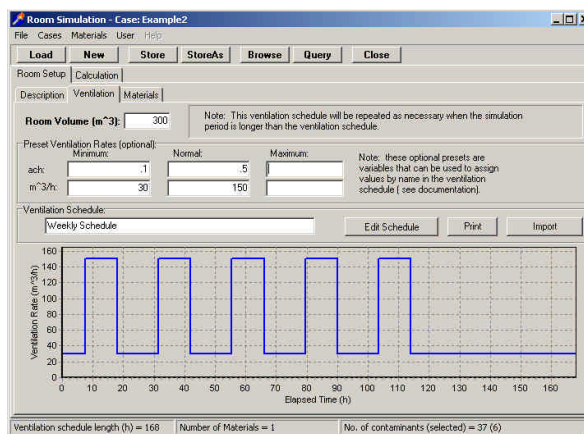 Room Simulation - Case: Example2
File Cases Materials User Help
Load New Store StoreAs Browse Query Close
Room Setup Calculation
Description Ventilation Materials
Room Volume (m^3): 300
Note: This ventilation schedule will be repeated as necessary when the simulation
period is longer than the ventilation schedule.
Preset Ventilation Rates (optional):
Minimum: Normal: Maximum:
ach: .1 .5
m^3/h: 30 150
Note: these optional presets are
variables that can be used to assign
values by name in the ventilation
schedule ( see documentation).
Ventilation Schedule:
Weekly Schedule Edit Schedule Print Import
Ventilation Rate (m^3/h)
160
140
120
100
80
60
40
20
0
0 10 20 30 40 50 60 70 80 90 100 110 120 130 140 150 160
Elapsed Time (h)
Ventilation schedule length (h) = 168 Number of Materials = 1 No. of contaminants (selected) = 37 (6)